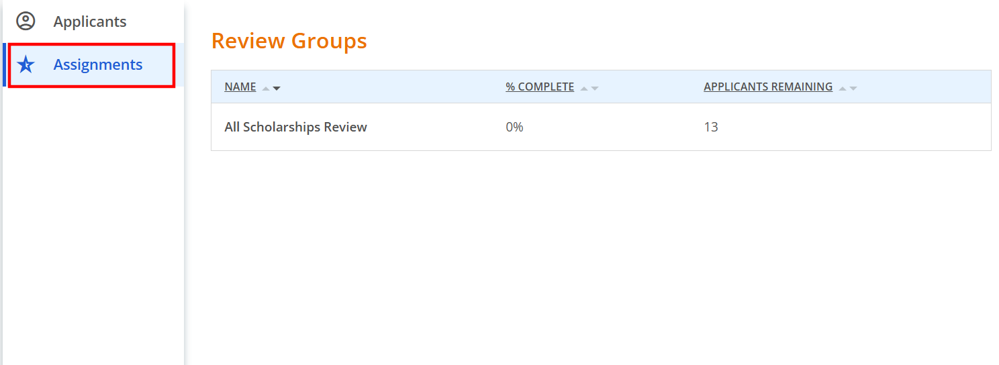 Applicants
Assignments
Review Groups
NAME % COMPLETE APPLICANTS REMAINING
All Scholarships Review 0% 13